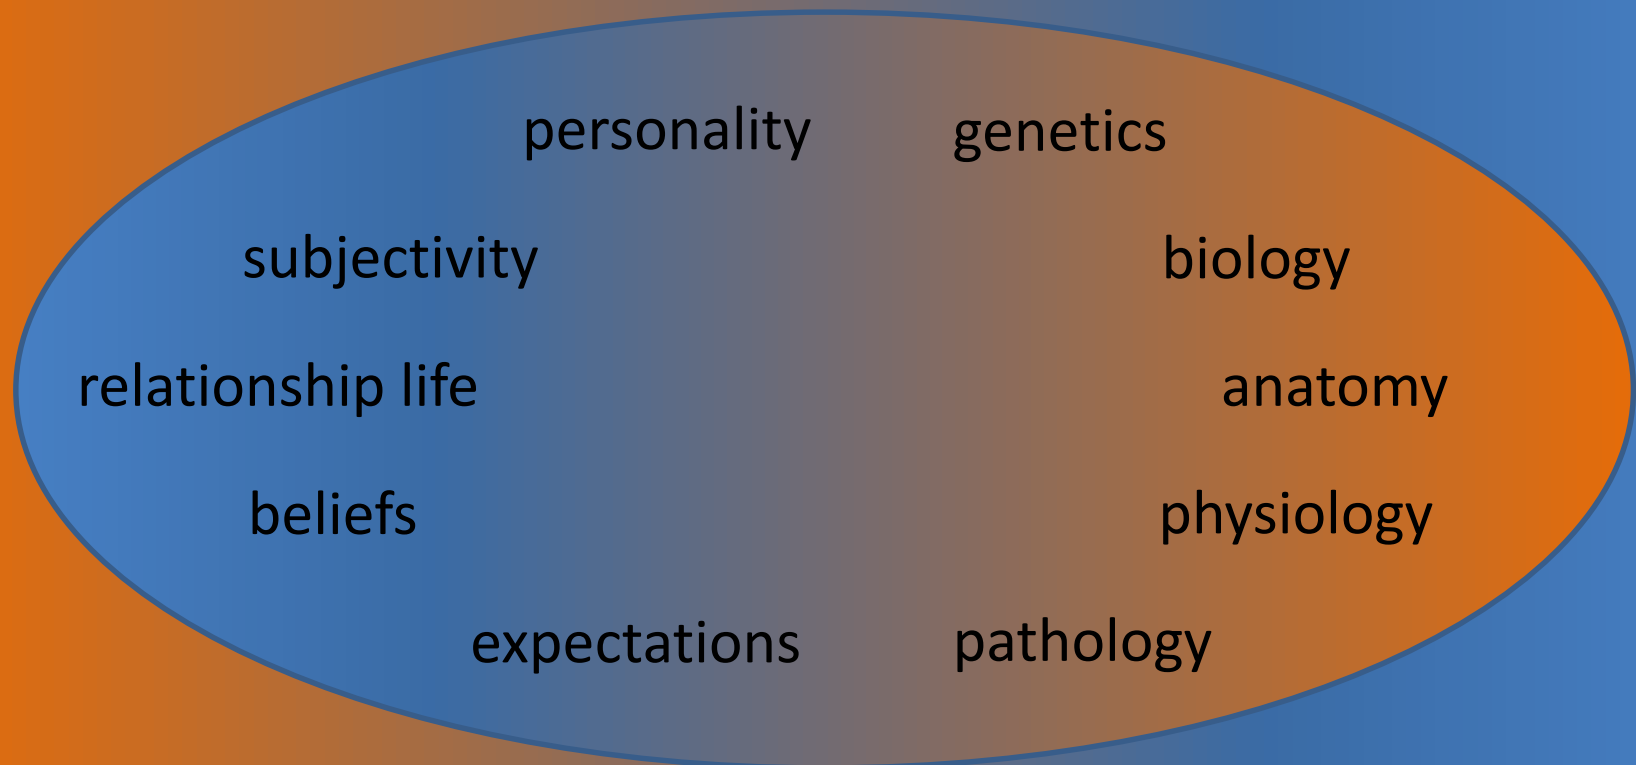 personality genetics
subjectivity biology
relationship life anatomy
beliefs physiology
expectations pathology